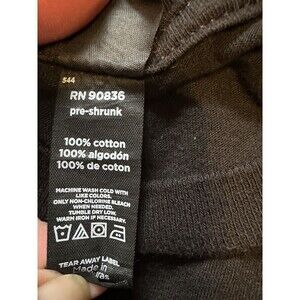 544
RN 90836
pre-shrunk
100% cotton
100% algodón
100% de coton
MACHINE WASH COLD WITH
LIKE COLORS.
ONLY NON-CHLORINE BLEACH
WHEN NEEDED.
TUMBLE DRY LOW.
WARM IRON IF NECESSARY.
TEAR AWAY LABEL
Made in